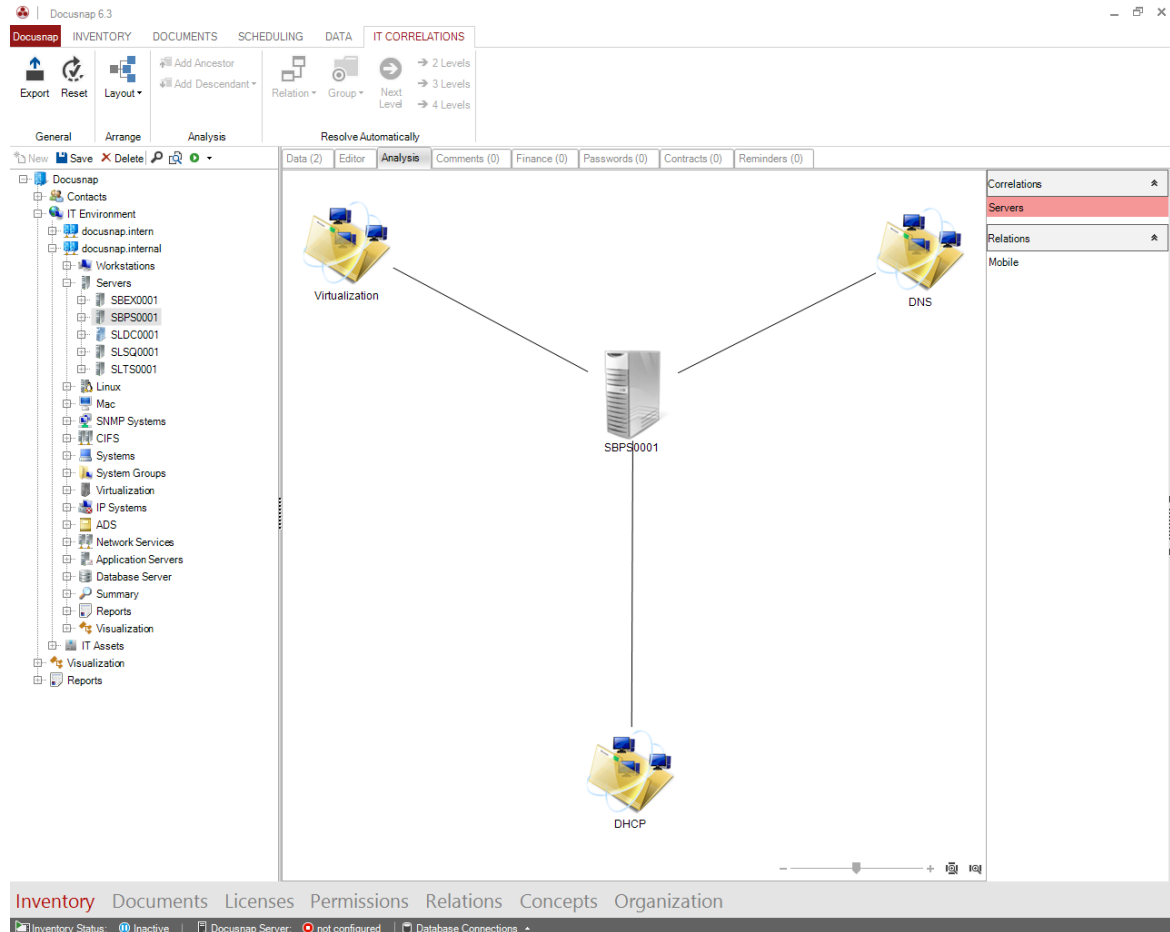 Docusnap 6.3
Docusnap INVENTORY DOCUMENTS SCHEDULING DATA IT CORRELATIONS
Export Reset Layout Add Ancestor Add Descendant Relation Group Next Level 2 Levels 3 Levels 4 Levels
General Arrange Analysis Resolve Automatically
New Save Delete
Data (2) Editor Analysis Comments (0) Finance (0) Passwords (0) Contracts (0) Reminders (0)
Docusnap
Contacts
IT Environment
docusnap.intern
docusnap.internal
Workstations
Servers
SBEX0001
SBPS0001
SLDC0001
SLSQ0001
SLTS0001
Linux
Mac
SNMP Systems
CIFS
Systems
System Groups
Virtualization
IP Systems
ADS
Network Services
Application Servers
Database Server
Summary
Reports
Visualization
IT Assets
Visualization
Reports
Virtualization
DNS
SBPS0001
DHCP
Correlations
Servers
Relations
Mobile
Inventory Documents Licenses Permissions Relations Concepts Organization
Inventory Status: Inactive Docusnap Server: not configured Database Connections